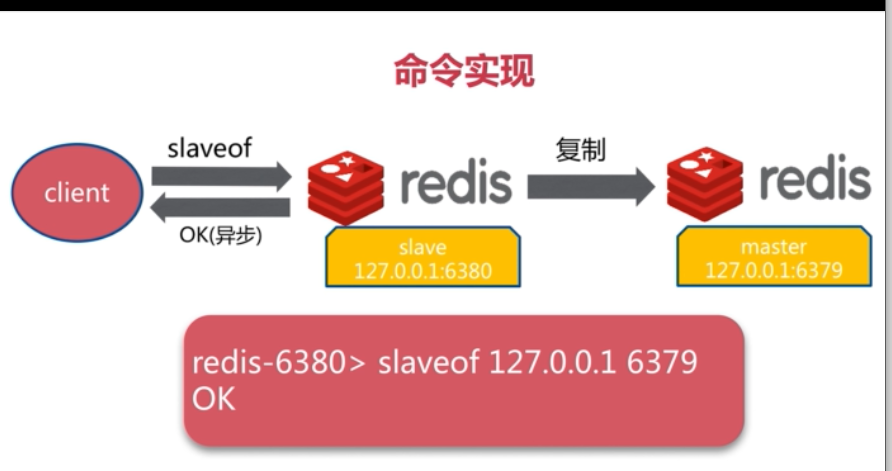 命令实现
slaveof
复制
client
redis
redis
OK(异步)
slave
127.0.0.1:6380
master
127.0.0.1:6379
redis-6380> slaveof 127.0.0.1 6379
OK